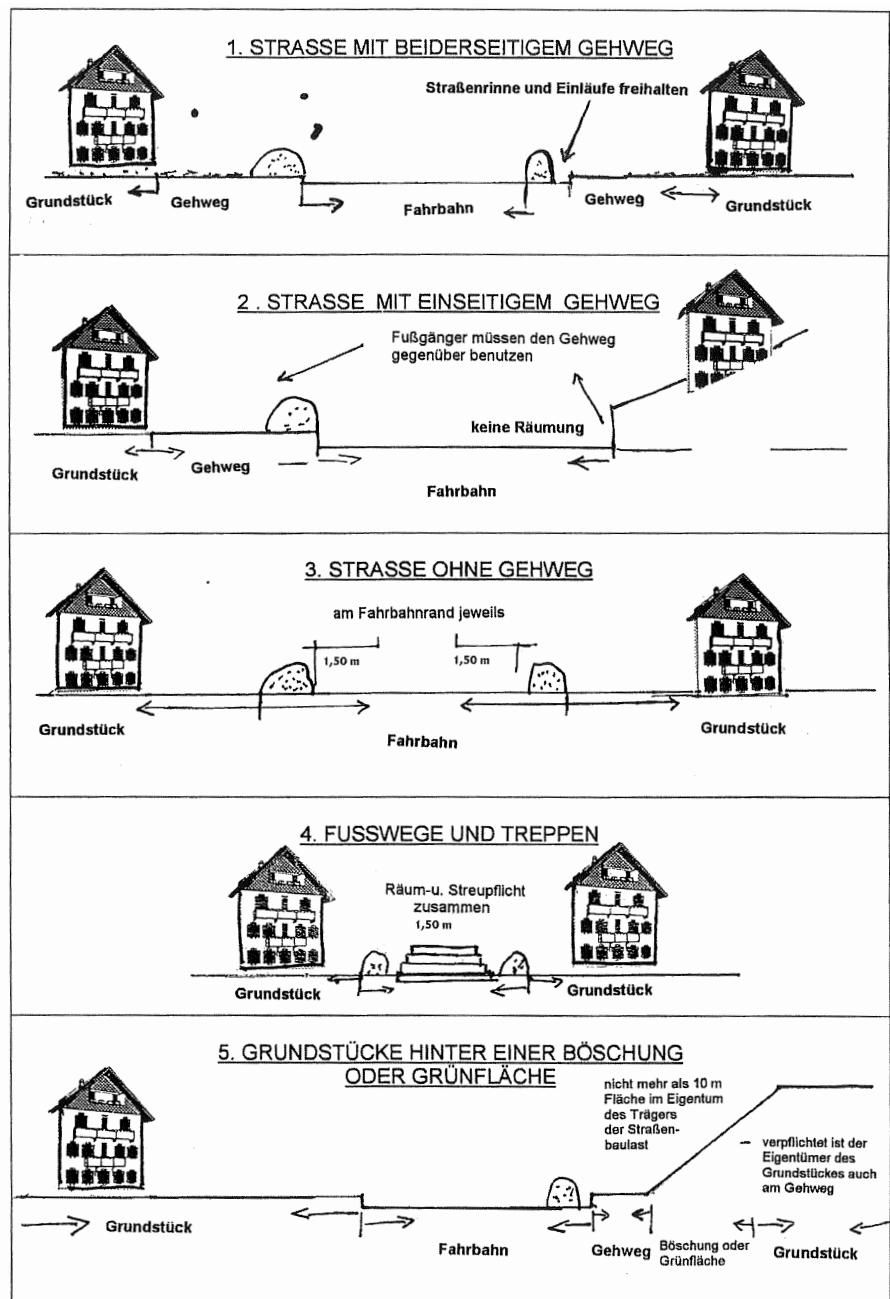 1. STRASSE MIT BEIDERSEITIGEM GEHWEG
Straßenrinne und Einläufe freihalten
Grundstück
Gehweg
Fahrbahn
Gehweg
Grundstück
2 . STRASSE MIT EINSEITIGEM GEHWEG
Fußgänger müssen den Gehweg
gegenüber benutzen
keine Räumung
Grundstück
Gehweg
Fahrbahn
3. STRASSE OHNE GEHWEG
am Fahrbahnrand jeweils
1,50 m
1,50 m
Grundstück
Fahrbahn
Grundstück
4. FUSSWEGE UND TREPPEN
Räum-u. Streupflicht
zusammen
1,50 m
Grundstück
Grundstück
5. GRUNDSTÜCKE HINTER EINER BÖSCHUNG
ODER GRÜNFLÄCHE
nicht mehr als 10 m
Fläche im Eigentum
des Trägers
der Straßen-
baulast
– verpflichtet ist der
Eigentümer des
Grundstückes auch
am Gehweg
Grundstück
Fahrbahn
Gehweg
Böschung oder
Grünfläche
Grundstück